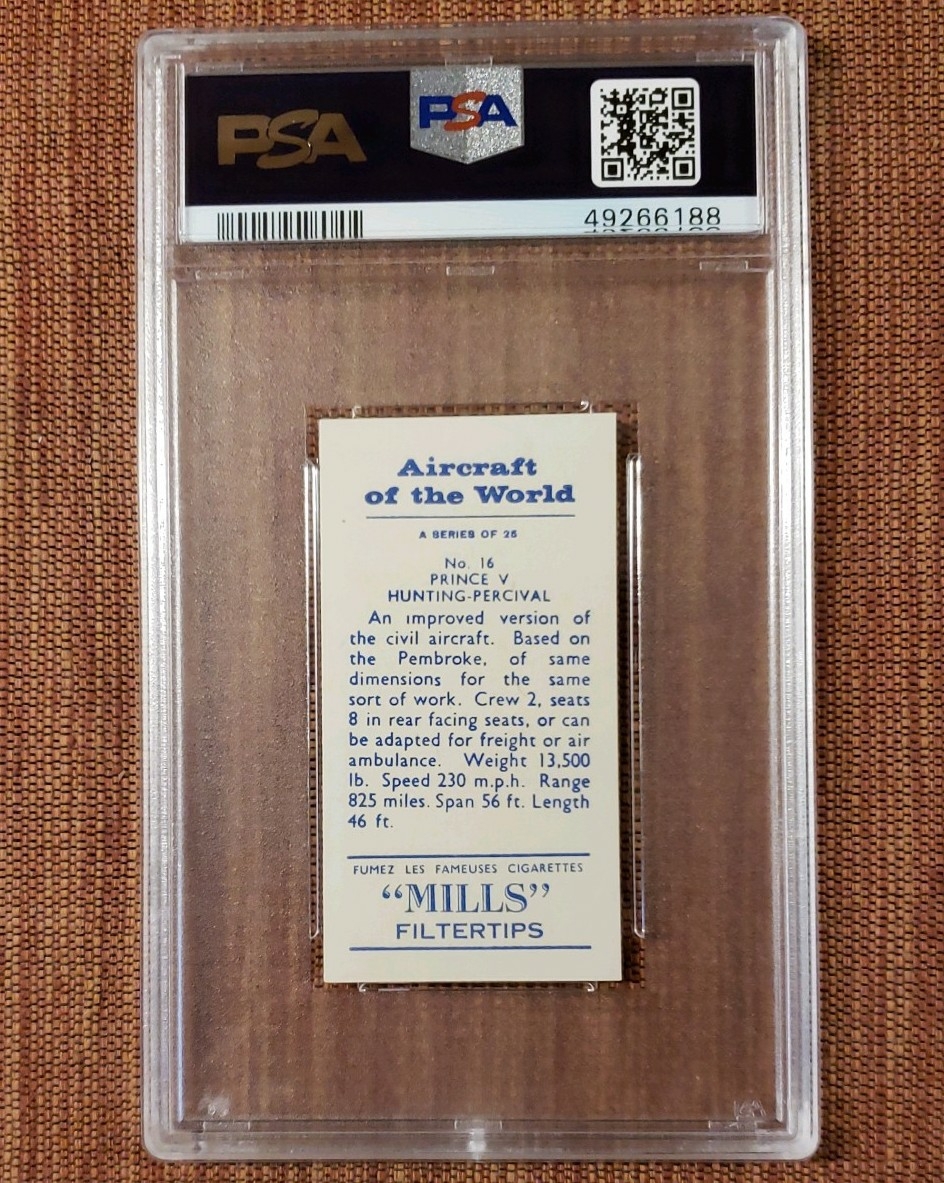 PSA
PSA
49266188
Aircraft
of the World
A SERIES OF 25
No. 16
PRINCE V
HUNTING-PERCIVAL
An improved version of
the civil aircraft. Based on
the Pembroke, of same
dimensions for the same
sort of work. Crew 2, seats
8 in rear facing seats, or can
be adapted for freight or air
ambulance. Weight 13,500
lb. Speed 230 m.p.h. Range
825 miles. Span 56 ft. Length
46 ft.
FUMEZ LES FAMEUSES CIGARETTES
“MILLS”
FILTERTIPS